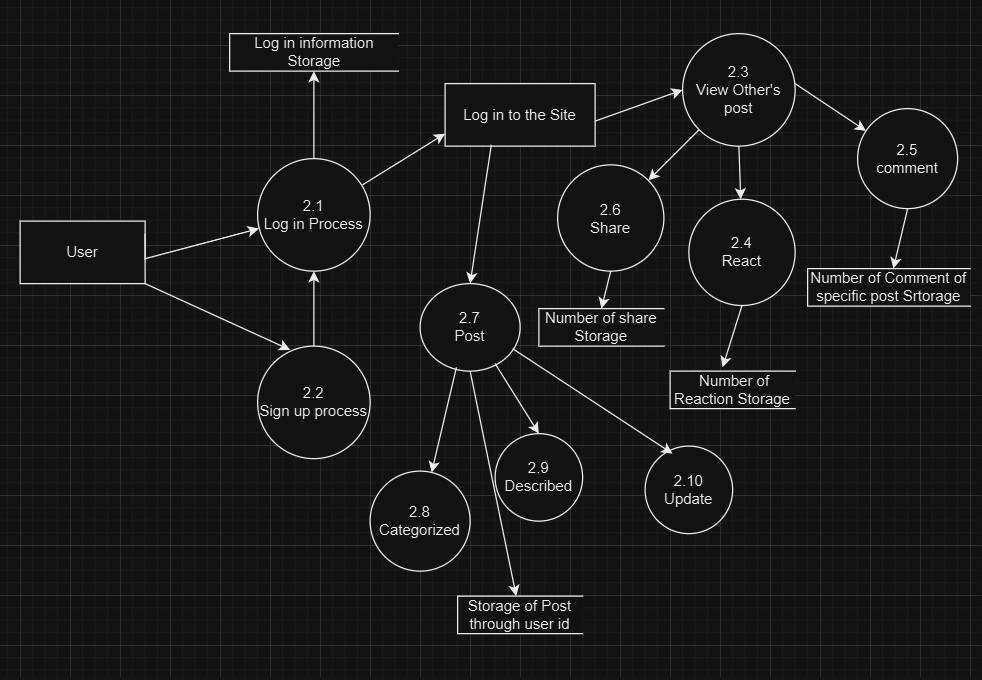 Log in information
Storage
2.3
View Other's
post
Log in to the Site
2.5
comment
2.1
Log in Process
2.6
Share
2.4
React
User
Number of Comment of
specific post Srtorage
2.7
Post
Number of share
Storage
Number of
Reaction Storage
2.2
Sign up process
2.9
Described
2.10
Update
2.8
Categorized
Storage of Post
through user id